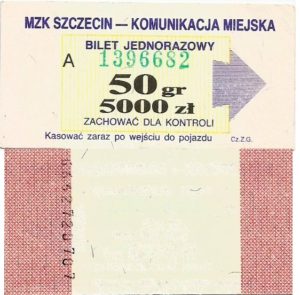 MZK SZCZECIN — KOMUNIKACJA MIEJSKA
BILET JEDNORAZOWY
A 1396682
50 gr
5000 zł
ZACHOWAĆ DLA KONTROLI
Kasować zaraz po wejściu do pojazdu
Cz.Z.G.